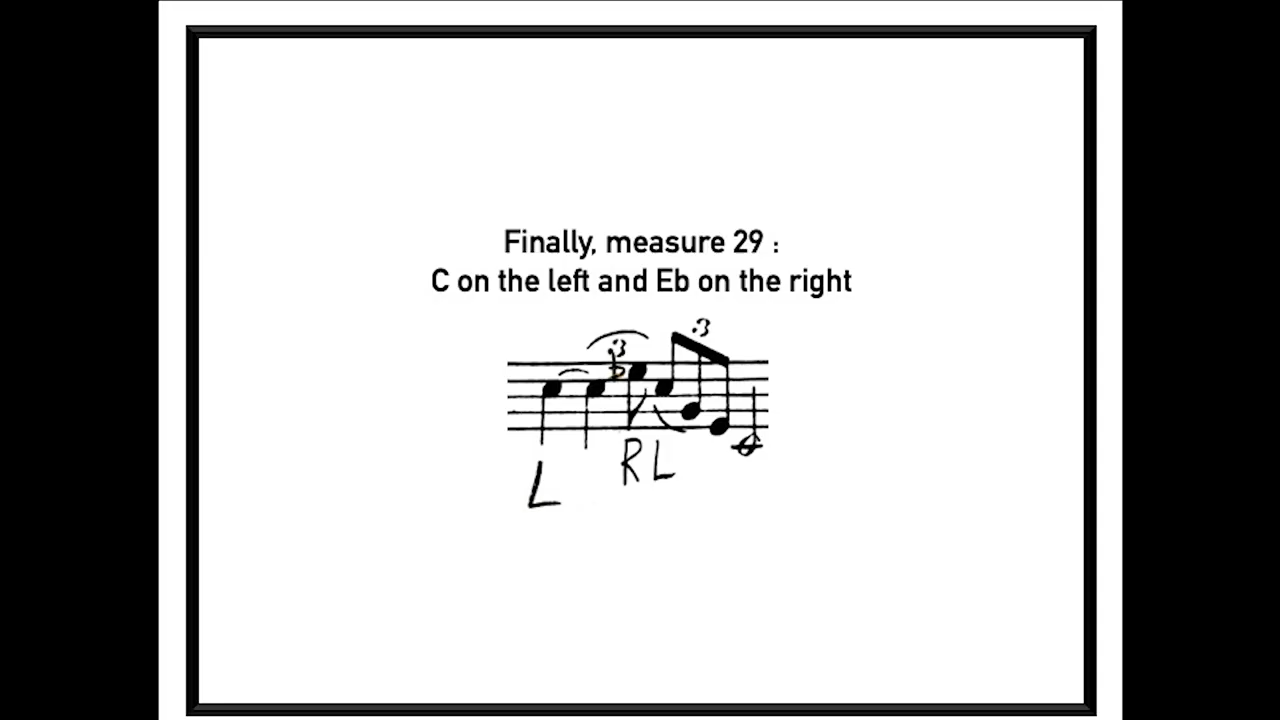 Finally, measure 29 :
C on the left and Eb on the right
3
3
R L
L